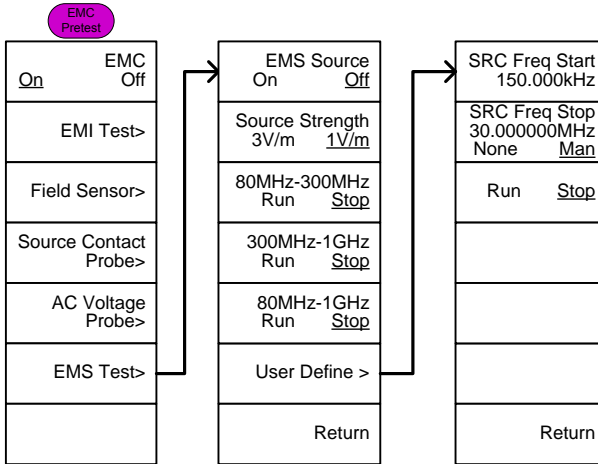 EMC
Pretest
EMC
On Off
EMI Test>
Field Sensor>
Source Contact
Probe>
AC Voltage
Probe>
EMS Test>
EMS Source
On Off
Source Strength
3V/m 1V/m
80MHz-300MHz
Run Stop
300MHz-1GHz
Run Stop
80MHz-1GHz
Run Stop
User Define >
Return
SRC Freq Start
150.000kHz
SRC Freq Stop
30.000000MHz
None Man
Run Stop
Return